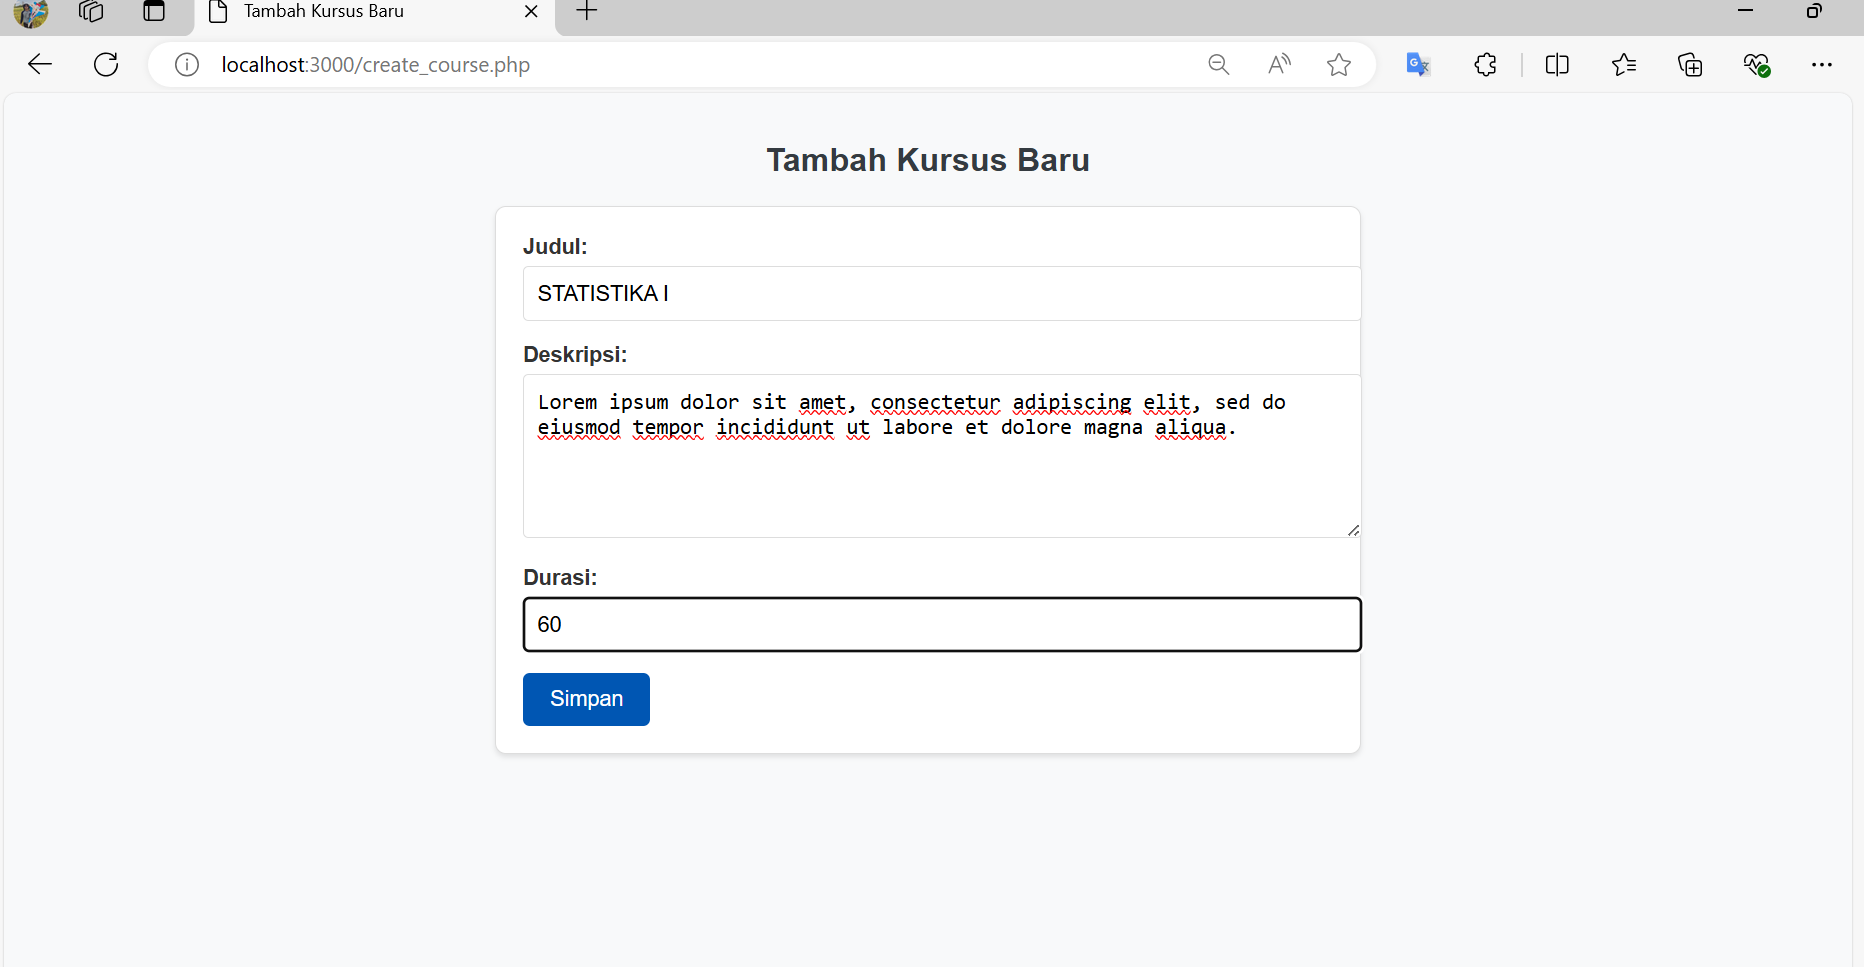 Tambah Kursus Baru
localhost:3000/create_course.php
Tambah Kursus Baru
Judul:
STATISTIKA I
Deskripsi:
Lorem ipsum dolor sit amet, consectetur adipiscing elit, sed do
eiusmod tempor incididunt ut labore et dolore magna aliqua.
Durasi:
60
Simpan